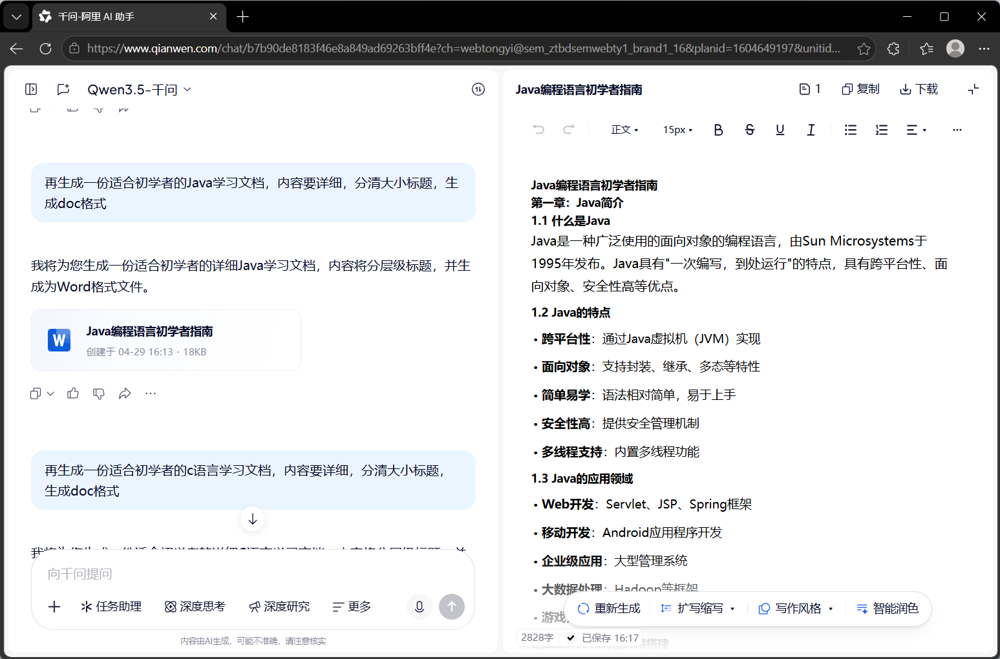 千问-阿里 AI 助手
https://www.qianwen.com/chat/b7b90de8183f46e8a849ad69263bff4e?ch=webtongyi@sem_ztbdsemwebty1_brand1_16&planid=1604649197&unitid...
Qwen3.5-千问
再生成一份适合初学者的Java学习文档，内容要详细，分清大小标题，生
成doc格式
我将为您生成一份适合初学者的详细Java学习文档，内容将分层级标题，并生
成为Word格式文件。
Java编程语言初学者指南
创建于 04-29 16:13 · 18KB
再生成一份适合初学者的c语言学习文档，内容要详细，分清大小标题，
生成doc格式
向千问提问
任务助理 深度思考 深度研究 更多
内容由AI生成，可能不准确，请注意核实
Java编程语言初学者指南
1 复制 下载
正文 15px B S U I
Java编程语言初学者指南
第一章：Java简介
1.1 什么是Java
Java是一种广泛使用的面向对象的编程语言，由Sun Microsystems于
1995年发布。Java具有"一次编写，到处运行"的特点，具有跨平台性、面
向对象、安全性高等优点。
1.2 Java的特点
• 跨平台性：通过Java虚拟机（JVM）实现
• 面向对象：支持封装、继承、多态等特性
• 简单易学：语法相对简单，易于上手
• 安全性高：提供安全管理机制
• 多线程支持：内置多线程功能
1.3 Java的应用领域
• Web开发：Servlet、JSP、Spring框架
• 移动开发：Android应用程序开发
• 企业级应用：大型管理系统
• 大数据处理：Hadoop等框架
• 游戏
重新生成 扩写缩写 写作风格 智能润色
2828字 已保存 16:17